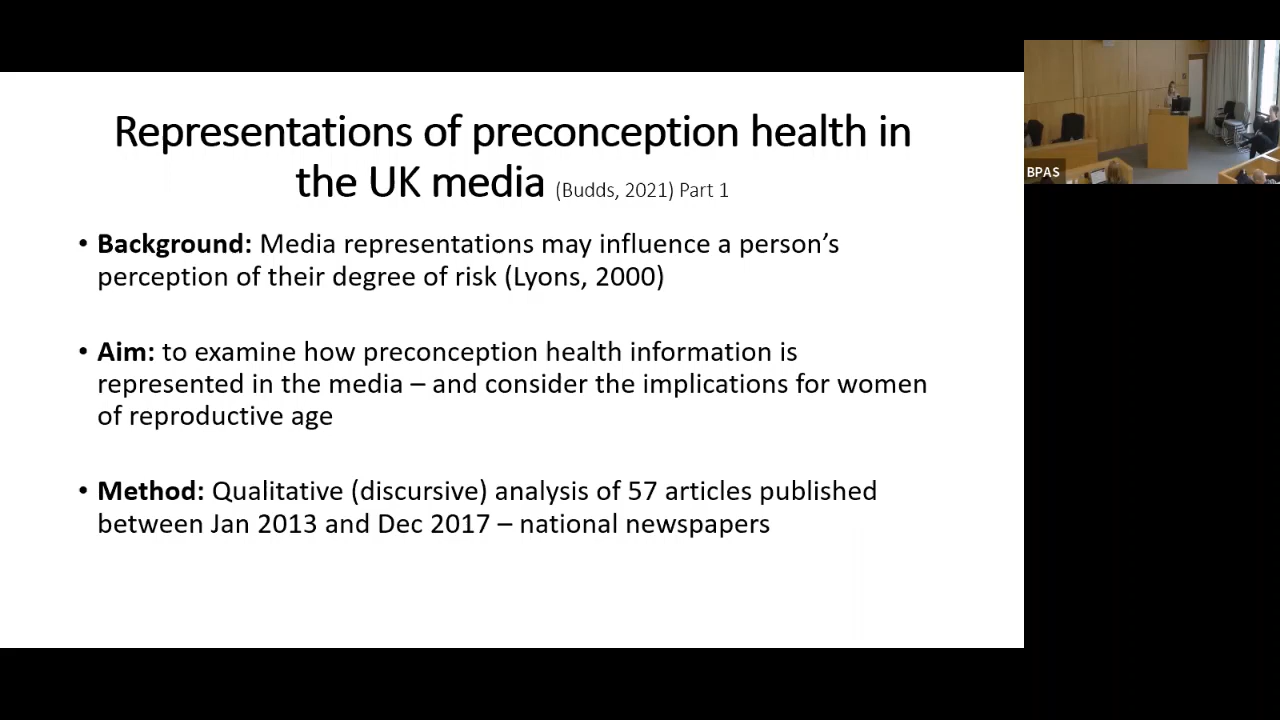 Representations of preconception health in
the UK media (Budds, 2021) Part 1
• Background: Media representations may influence a person’s
perception of their degree of risk (Lyons, 2000)
• Aim: to examine how preconception health information is
represented in the media – and consider the implications for women
of reproductive age
• Method: Qualitative (discursive) analysis of 57 articles published
between Jan 2013 and Dec 2017 – national newspapers
BPAS